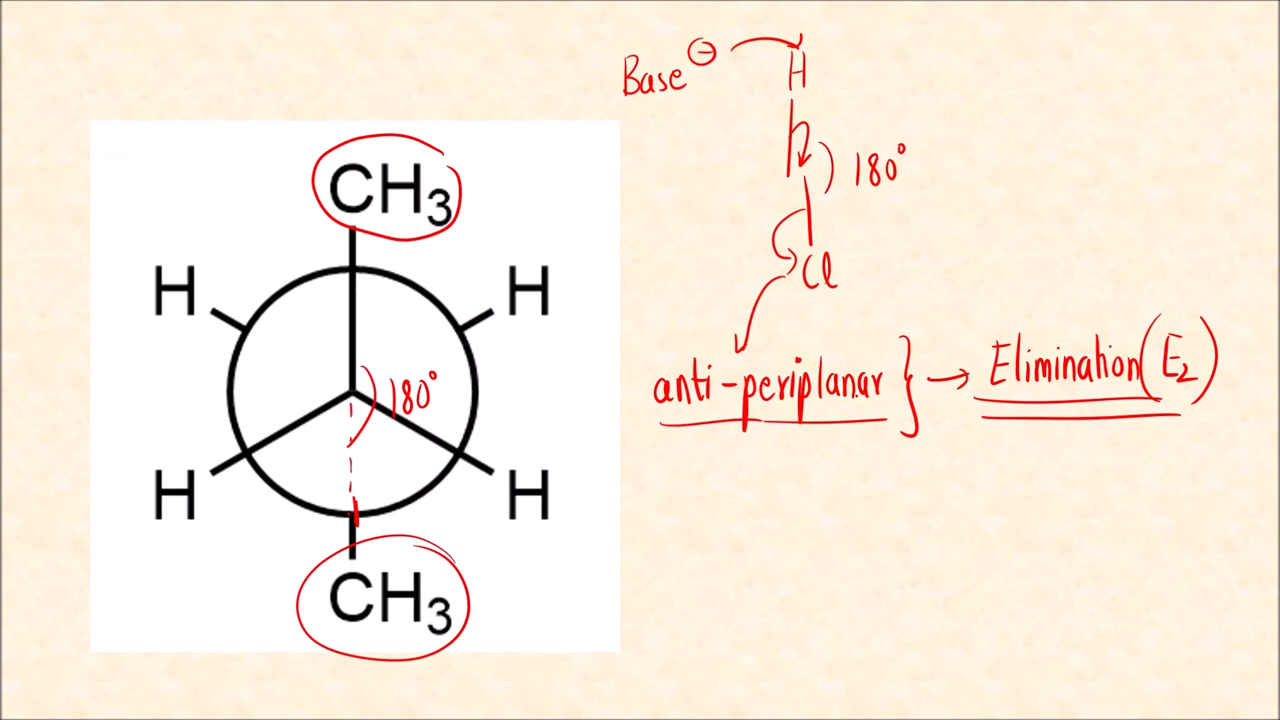 CH3
H H
180°
H H
CH3
Base⊖ H
180°
Cl
anti-periplanar } → Elimination (E2)